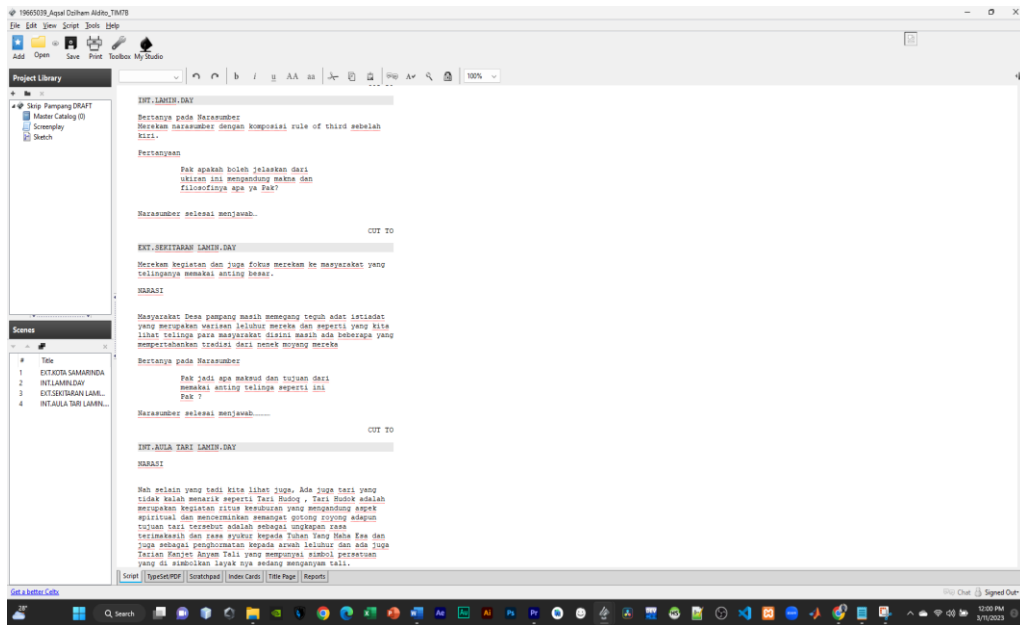 19665039_Aqsal Dzilham Aldito_TIM7B
File Edit View Script Tools Help
Add Open Save Print Toolbox My Studio
Project Library
b i u AA aa 100%
Skrip Pampang DRAFT
Master Catalog (0)
Screenplay
Sketch
INT.LAMIN.DAY
Bertanya pada Narasumber
Merekam narasumber dengan komposisi rule of third sebelah
kiri.
Pertanyaan
Pak apakah boleh jelaskan dari
ukiran ini mengandung makna dan
filosofinya apa ya Pak?
Narasumber selesai menjawab..
CUT TO
EXT.SEKITARAN LAMIN.DAY
Merekam kegiatan dan juga fokus merekam ke masyarakat yang
telinganya memakai anting besar.
NARASI
Masyarakat Desa pampang masih memegang teguh adat istiadat
yang merupakan warisan leluhur mereka dan seperti yang kita
lihat telinga para masyarakat disini masih ada beberapa yang
mempertahankan tradisi dari nenek moyang mereka
Bertanya pada Narasumber
Pak jadi apa maksud dan tujuan dari
memakai anting telinga seperti ini
Pak ?
Narasumber selesai menjawab……
CUT TO
INT.AULA TARI LAMIN.DAY
NARASI
Nah selain yang tadi kita lihat juga, Ada juga tari yang
tidak kalah menarik seperti Tari Hudoq , Tari Hudok adalah
merupakan kegiatan ritus kesuburan yang mengandung aspek
spiritual dan mencerminkan semangat gotong royong adapun
tujuan tari tersebut adalah sebagai ungkapan rasa
terimakasih dan rasa syukur kepada Tuhan Yang Maha Esa dan
juga sebagai penghormatan kepada arwah leluhur dan ada juga
Tarian Kanjet Anyam Tali yang mempunyai simbol persatuan
yang di simbolkan layak nya sedang menganyam tali.
Scenes
# Title
1 EXT.KOTA SAMARINDA
2 INT.LAMIN.DAY
3 EXT.SEKITARAN LAMI...
4 INT.AULA TARI LAMIN....
Script TypeSet/PDF Scratchpad Index Cards Title Page Reports
Get a better Celtx
Chat Signed Out
28°
Search
12:00 PM
3/11/2023